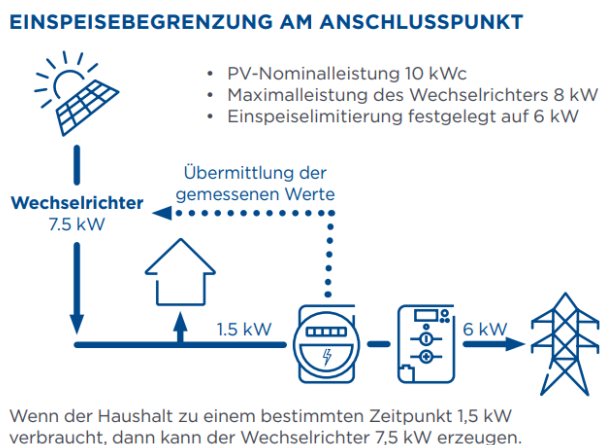 EINSPEISEBEGRENZUNG AM ANSCHLUSSPUNKT
• PV-Nominalleistung 10 kWc
• Maximalleistung des Wechselrichters 8 kW
• Einspeiselimitierung festgelegt auf 6 kW
Übermittlung der
gemessenen Werte
Wechselrichter
7.5 kW
1.5 kW
6 kW
Wenn der Haushalt zu einem bestimmten Zeitpunkt 1,5 kW
verbraucht, dann kann der Wechselrichter 7,5 kW erzeugen.